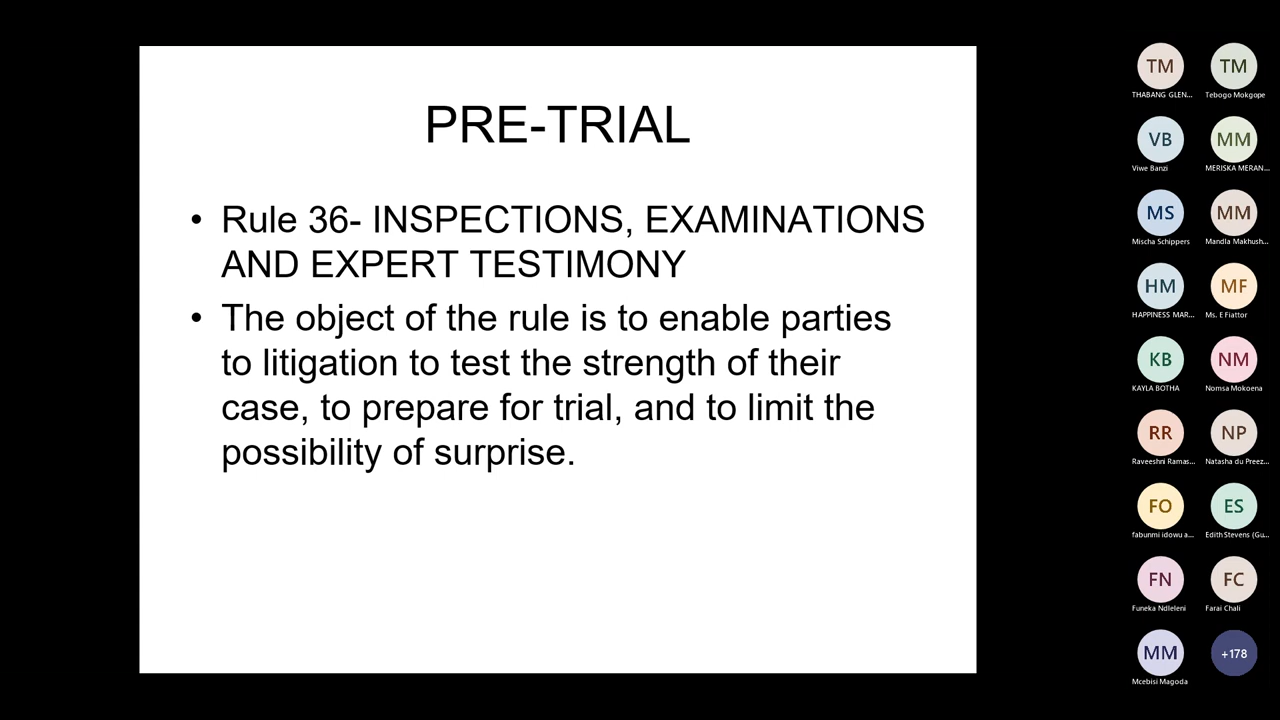 PRE-TRIAL
• Rule 36- INSPECTIONS, EXAMINATIONS
AND EXPERT TESTIMONY
• The object of the rule is to enable parties
to litigation to test the strength of their
case, to prepare for trial, and to limit the
possibility of surprise.
TM TM
THABANG GLEN... Tebogo Mokgope
VB MM
Viwe Banzi MERISKA MERAN...
MS MM
Mischa Schippers Mandla Makhush...
HM MF
HAPPINESS MAR... Ms. E Fiattor
KB NM
KAYLA BOTHA Nomsa Mokoena
RR NP
Raveeshni Ramas... Natasha du Preez...
FO ES
fabunmi idowu a... Edith Stevens (Gu...
FN FC
Funeka Ndleleni Farai Chali
MM +178
Mcebisi Magoda